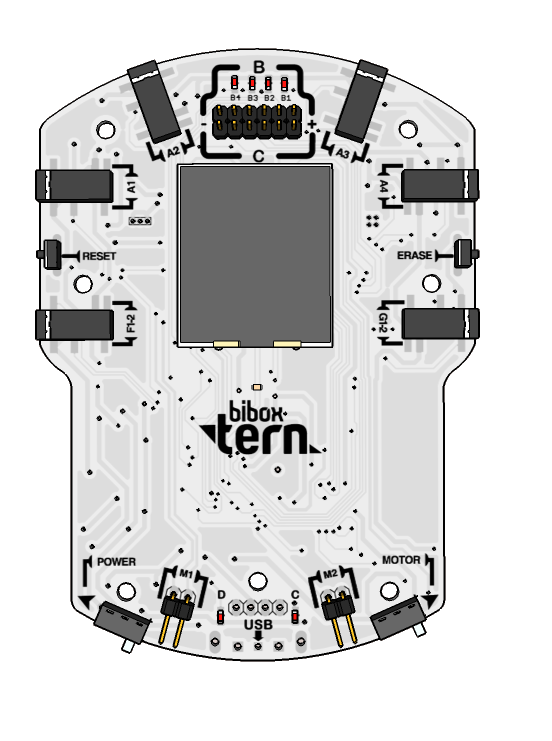 B
B4 B3 B2 B1
- +
C
A2 A3
A1 A4
RESET ERASE
F1-2 G1-2
bibox
tern
POWER MOTOR
M1 M2
D C
USB